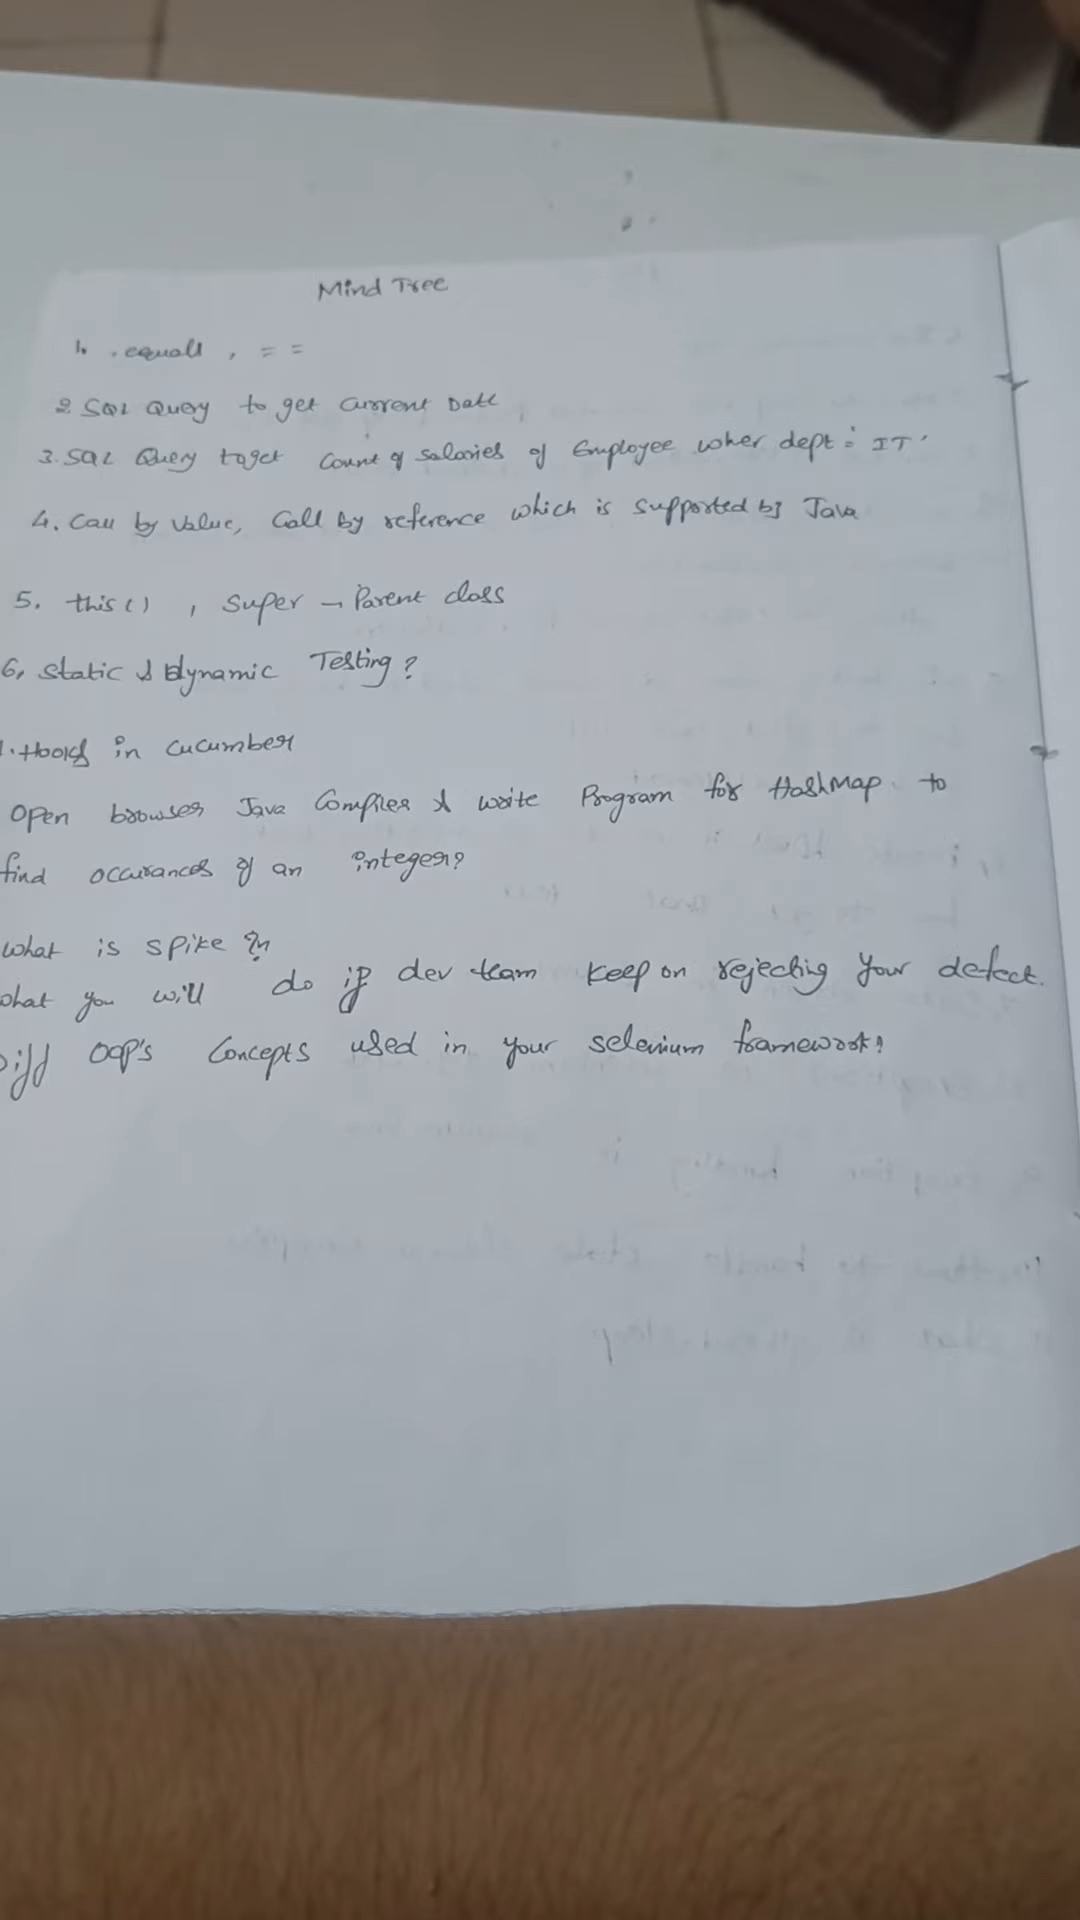 Mind Tree
1. .equall , = =
2. SQL Query to get current Date
3. SQL Query to get Count of Salaries of Employee wher dept = IT'
4. Call by Value, Call by reference which is supported by Java
5. this () , Super → Parent class
6, Static & Dynamic Testing?
. Hooks in cucumber
Open browser Java Compiler & write Program for HashMap to
find occurances of an integer?
what is spike ?
what you will do if dev team keep on rejecting your defect.
Diff Oop's Concepts used in your selenium framework?